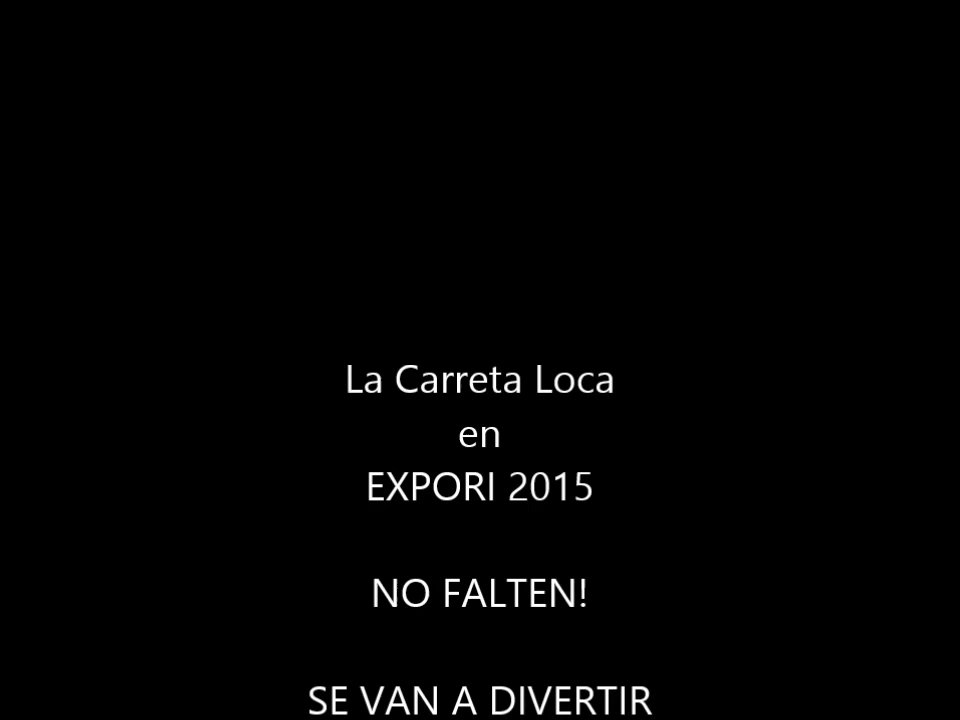 La Carreta Loca
en
EXPORI 2015
NO FALTEN!
SE VAN A DIVERTIR